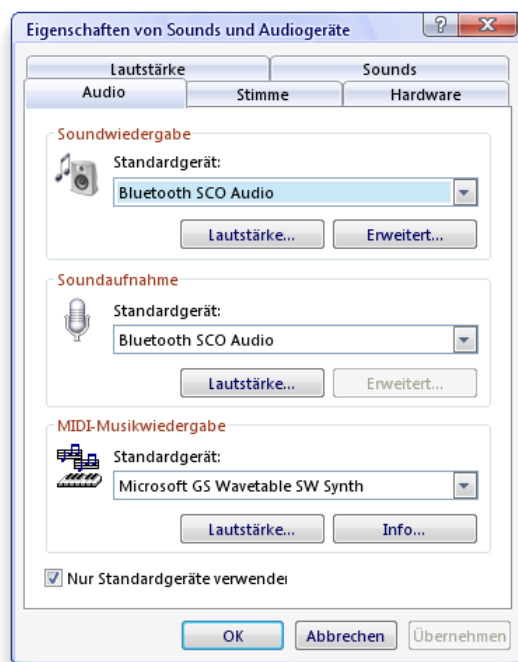 Eigenschaften von Sounds und Audiogeräte
?
X
Lautstärke Sounds
Audio Stimme Hardware
Soundwiedergabe
Standardgerät:
Bluetooth SCO Audio
Lautstärke... Erweitert...
Soundaufnahme
Standardgerät:
Bluetooth SCO Audio
Lautstärke... Erweitert...
MIDI-Musikwiedergabe
Standardgerät:
Microsoft GS Wavetable SW Synth
Lautstärke... Info...
Nur Standardgeräte verwender
OK Abbrechen Übernehmen